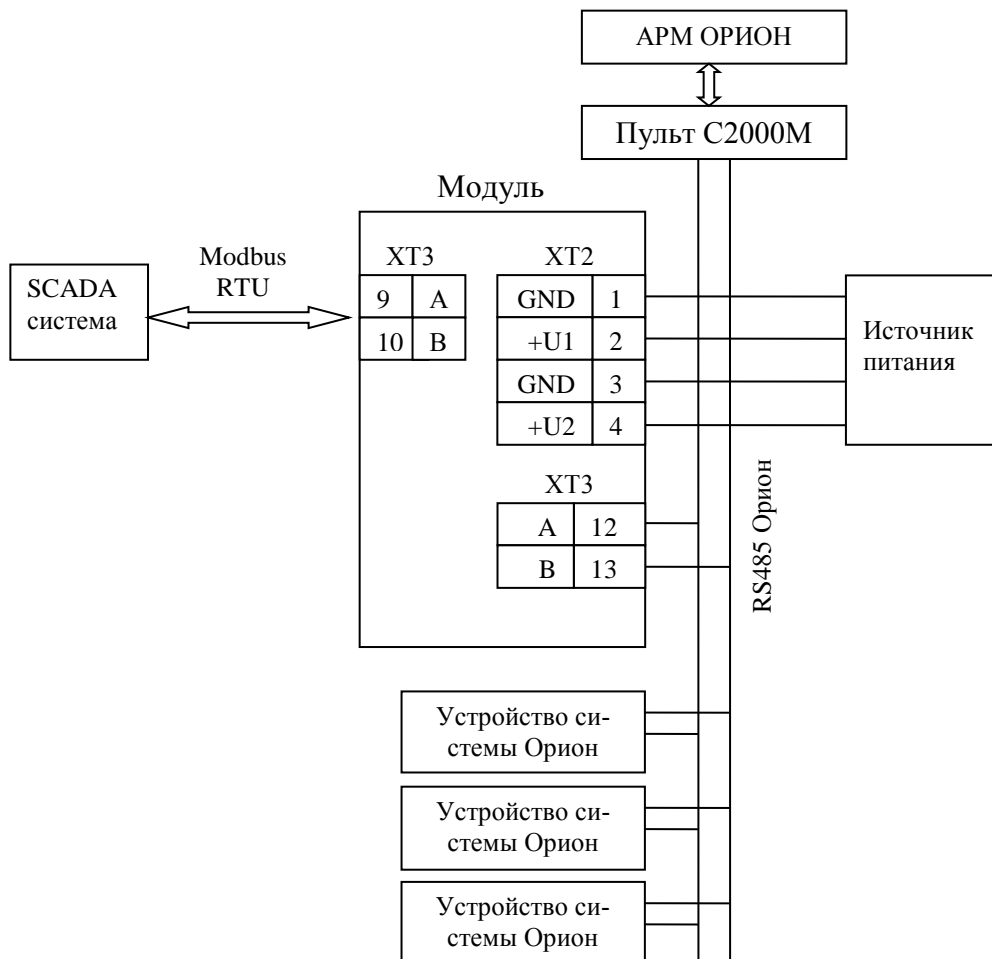 АРМ ОРИОН
Пульт С2000М
Модуль
Modbus
RTU
SCADA
система
XT3
9 A
10 B
XT2
GND 1
+U1 2
GND 3
+U2 4
Источник
питания
XT3
A 12
B 13
RS485 Орион
Устройство си-
стемы Орион
Устройство си-
стемы Орион
Устройство си-
стемы Орион